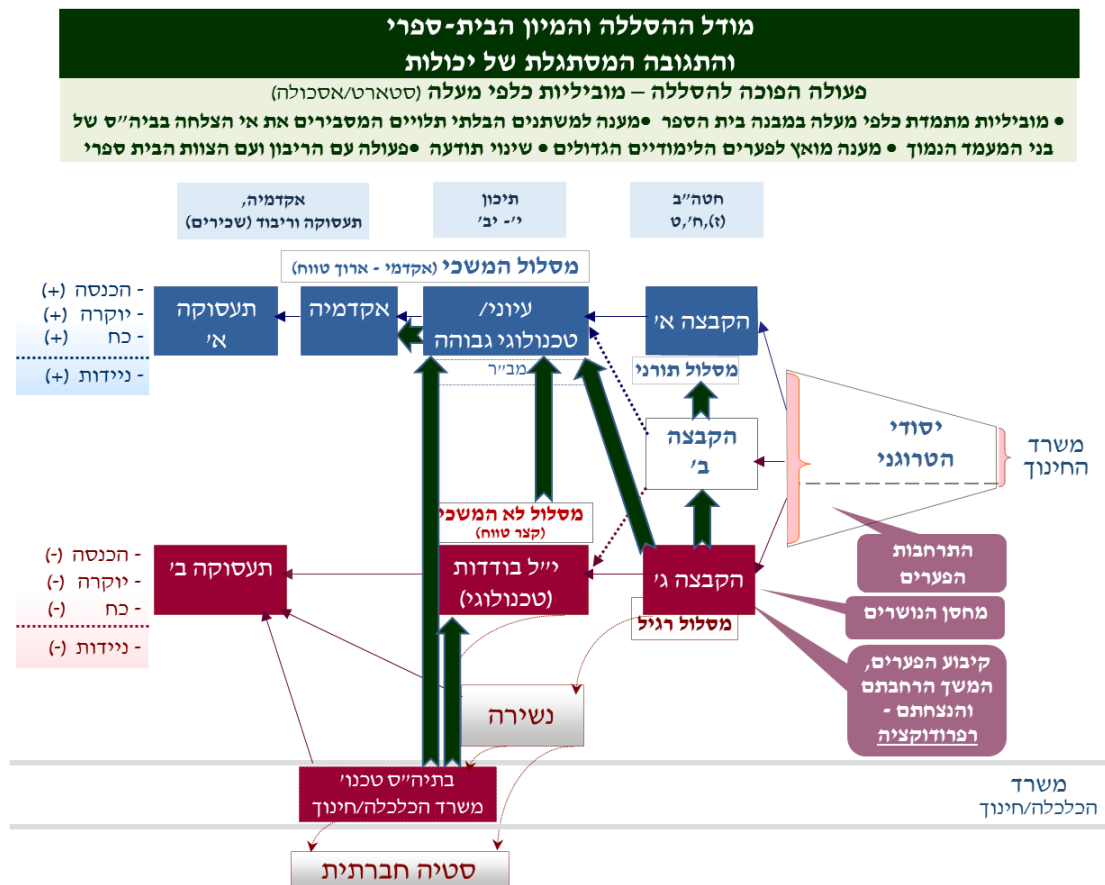 מודל ההסללה והמיון הבית-ספרי
והתגובה המסתגלת של יכולות
פעולה הפוכה להסללה – מוביליות כלפי מעלה (סטארט/אסכולה)
• מוביליות מתמדת כלפי מעלה במבנה בית הספר •מענה למשתנים הבלתי תלויים המסבירים את אי הצלחה בביה"ס של
בני המעמד הנמוך • מענה מואץ לפערים הלימודיים הגדולים • שינוי תודעה •פעולה עם הריבון ועם הצוות הבית ספרי
חטה"ב
(ז),ח',ט
תיכון
י'- יב'
אקדמיה,
תעסוקה וריבוד (שכירים)
מסלול המשכי (אקדמי - ארוך טווח)
הקבצה א'
עיוני/
טכנולוגי גבוהה
אקדמיה
תעסוקה
א'
- הכנסה (+)
- יוקרה (+)
- כח (+)
- ניידות (+)
מב"ר
מסלול תורני
הקבצה
ב'
יסודי
הטרוגני
משרד
החינוך
מסלול לא המשכי
(קצר טווח)
הקבצה ג'
י"ל בודדות
(טכנולוגי)
תעסוקה ב'
- הכנסה (-)
- יוקרה (-)
- כח (-)
- ניידות (-)
מסלול רגיל
התרחבות
הפערים
מחסן הנושרים
קיבוע הפערים,
המשך הרחבתם
והנצחתם -
רפרודוקציה
נשירה
בתיה"ס טכנו'
משרד הכלכלה/חינוך
משרד
הכלכלה/חינוך
סטיה חברתית